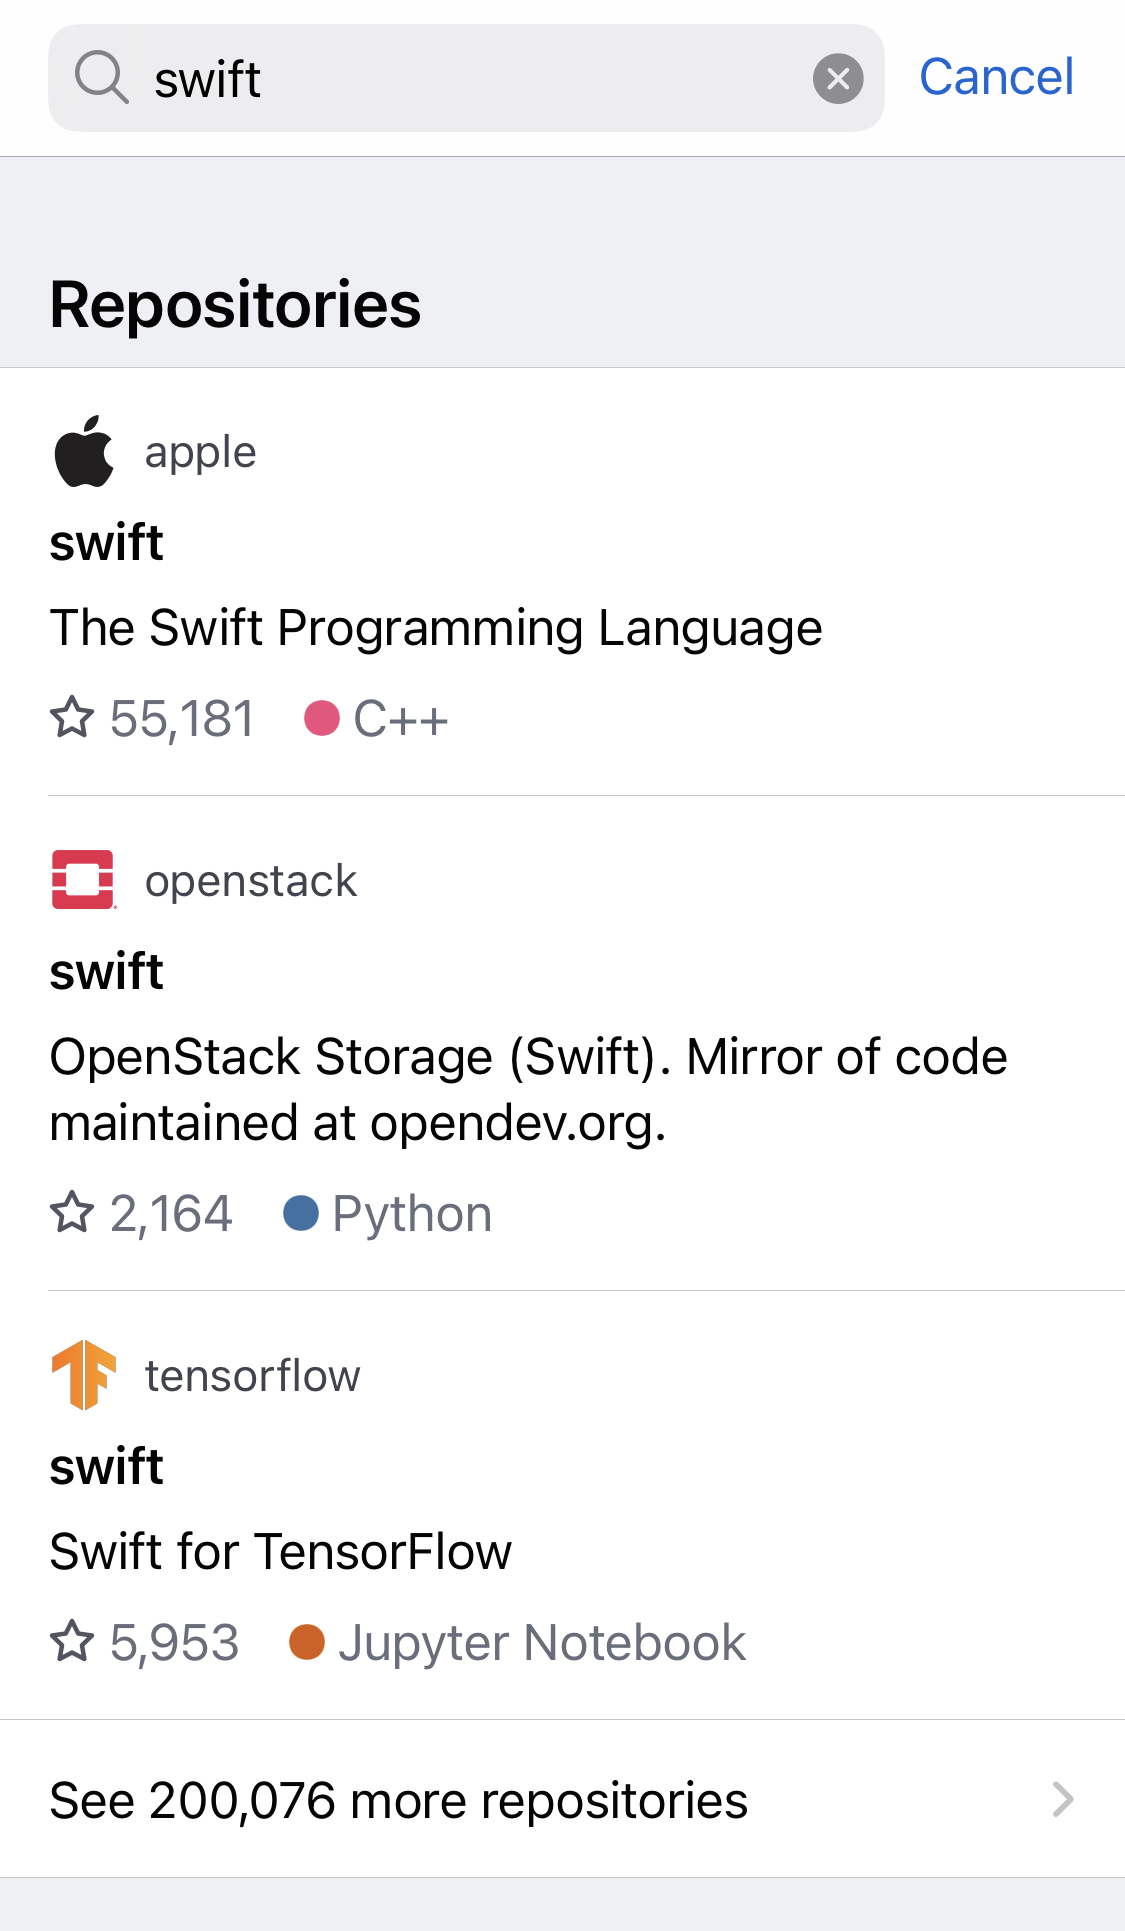 swift
Cancel
Repositories
apple
swift
The Swift Programming Language
55,181 C++
openstack
swift
OpenStack Storage (Swift). Mirror of code
maintained at opendev.org.
2,164 Python
tensorflow
swift
Swift for TensorFlow
5,953 Jupyter Notebook
See 200,076 more repositories